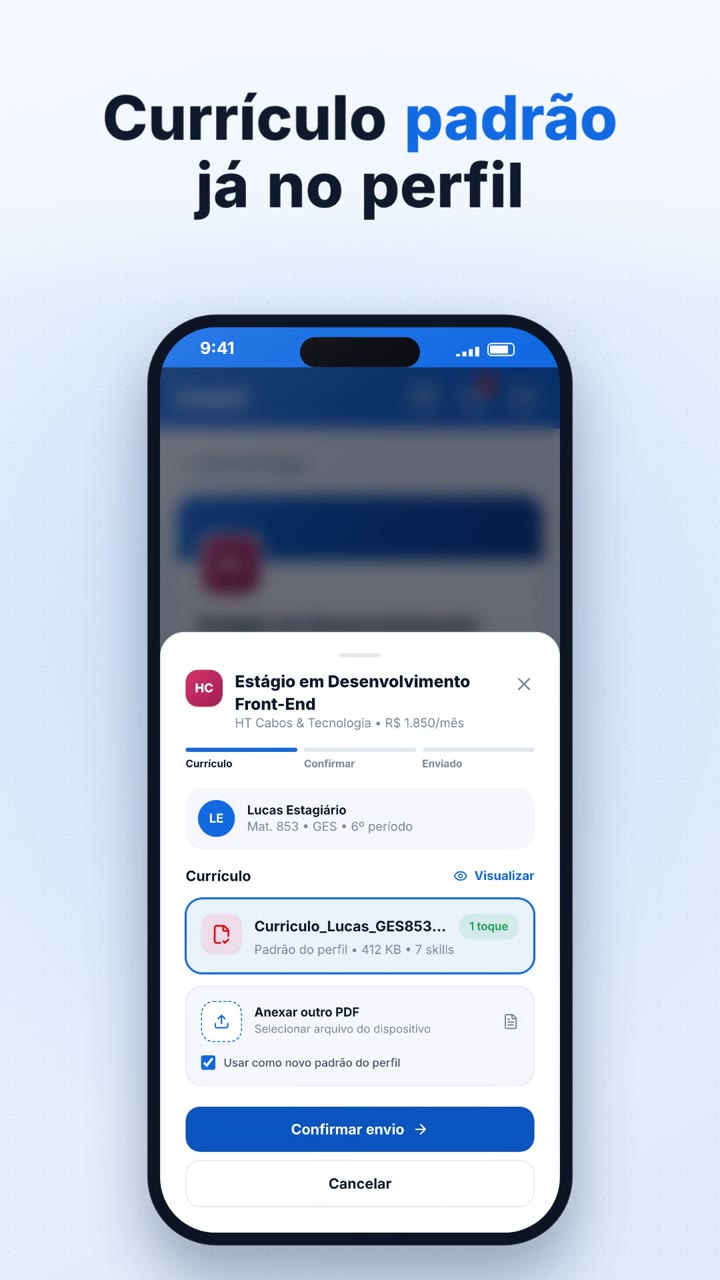 Currículo padrão
já no perfil
9:41
HC
Estágio em Desenvolvimento
Front-End
HT Cabos & Tecnologia • R$ 1.850/mês
Currículo
Confirmar
Enviado
LE
Lucas Estagiário
Mat. 853 • GES • 6º período
Currículo
Visualizar
Curriculo_Lucas_GES853...
1 toque
Padrão do perfil • 412 KB • 7 skills
Anexar outro PDF
Selecionar arquivo do dispositivo
Usar como novo padrão do perfil
Confirmar envio →
Cancelar